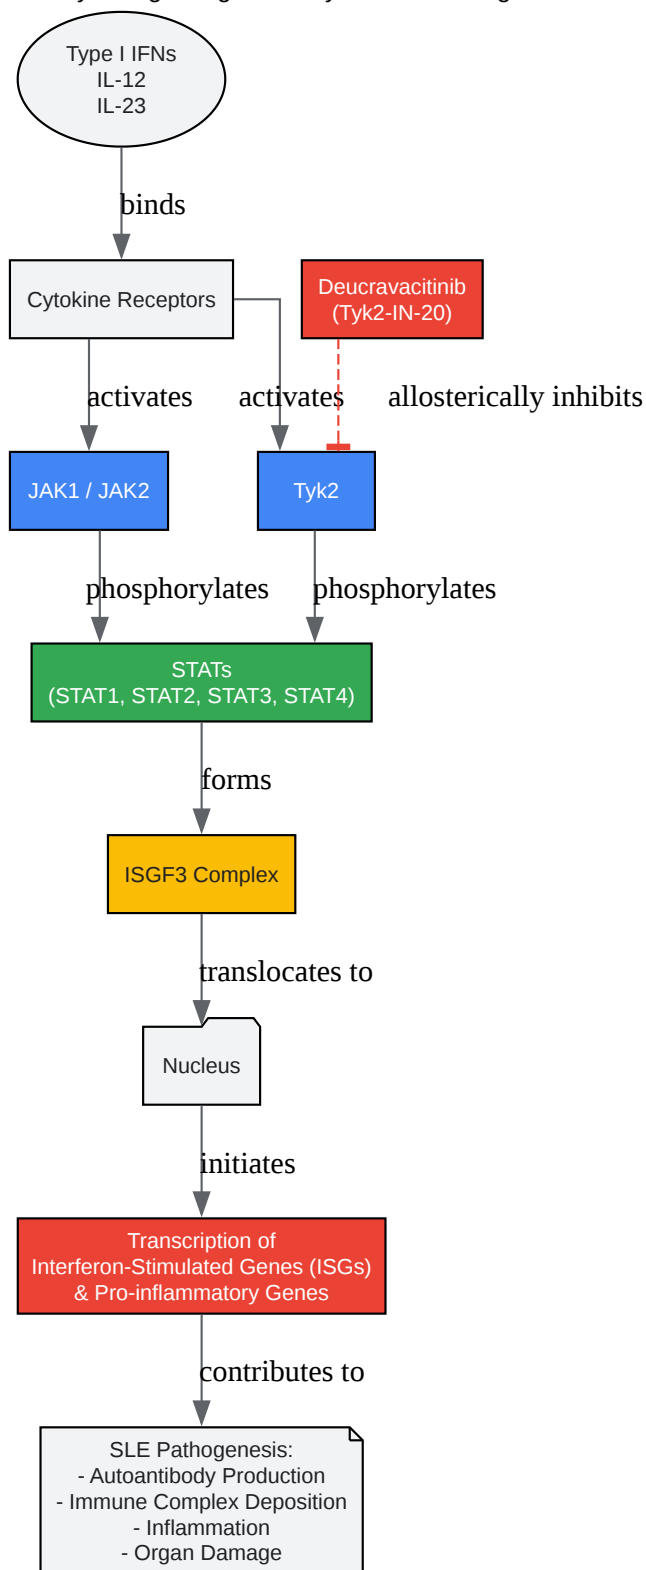 Type I IFNs
IL-12
IL-23
binds
Cytokine Receptors
Deucravacitinib
(Tyk2-IN-20)
activates
activates
allosterically inhibits
JAK1 / JAK2
Tyk2
phosphorylates
phosphorylates
STATs
(STAT1, STAT2, STAT3, STAT4)
forms
ISGF3 Complex
translocates to
Nucleus
initiates
Transcription of
Interferon-Stimulated Genes (ISGs)
& Pro-inflammatory Genes
contributes to
SLE Pathogenesis:
- Autoantibody Production
- Immune Complex Deposition
- Inflammation
- Organ Damage